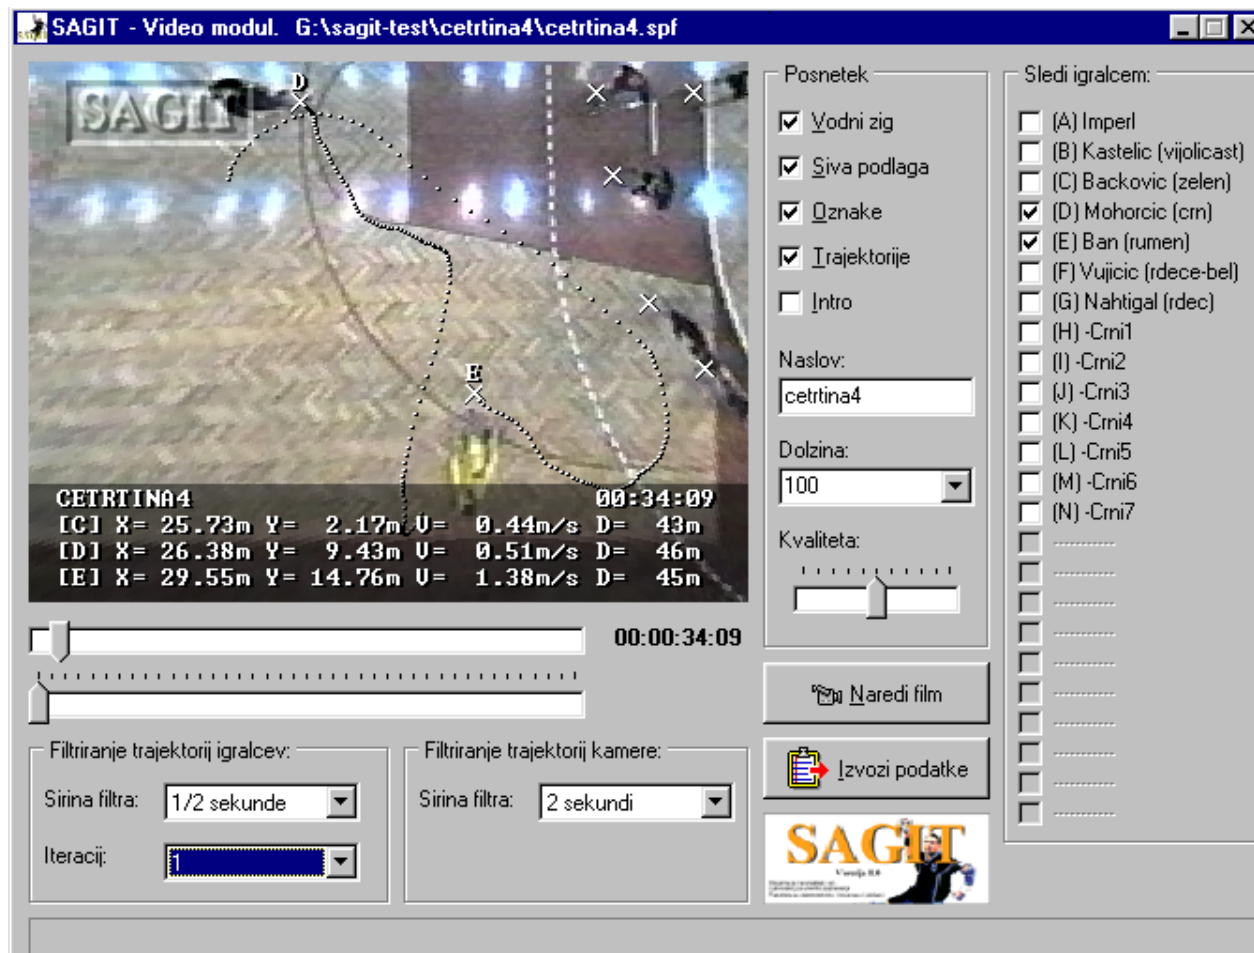 SAGIT - Video modul.  G:\sagit-test\cetrtina4\cetrtina4.spf
SAGIT
D
E
CETRTINA4 00:34:09
[C] X= 25.73m Y= 2.17m V= 0.44m/s D= 43m
[D] X= 26.38m Y= 9.43m V= 0.51m/s D= 46m
[E] X= 29.55m Y= 14.76m V= 1.38m/s D= 45m
00:00:34:09
Filtriranje trajektorij igralcev:
Sirina filtra: 1/2 sekunde
Iteracij: 1
Filtriranje trajektorij kamere:
Sirina filtra: 2 sekundi
Posnetek
Vodni zig
Siva podlaga
Oznake
Trajektorije
Intro
Naslov:
cetrtina4
Dolzina:
100
Kvaliteta:
Naredi film
Izvozi podatke
SAGIT
Sledi igralcem:
(A) Imperl
(B) Kastelic (vijolicast)
(C) Backovic (zelen)
(D) Mohorcic (crn)
(E) Ban (rumen)
(F) Vujicic (rdece-bel)
(G) Nahtigal (rdec)
(H) -Crni1
(I) -Crni2
(J) -Crni3
(K) -Crni4
(L) -Crni5
(M) -Crni6
(N) -Crni7